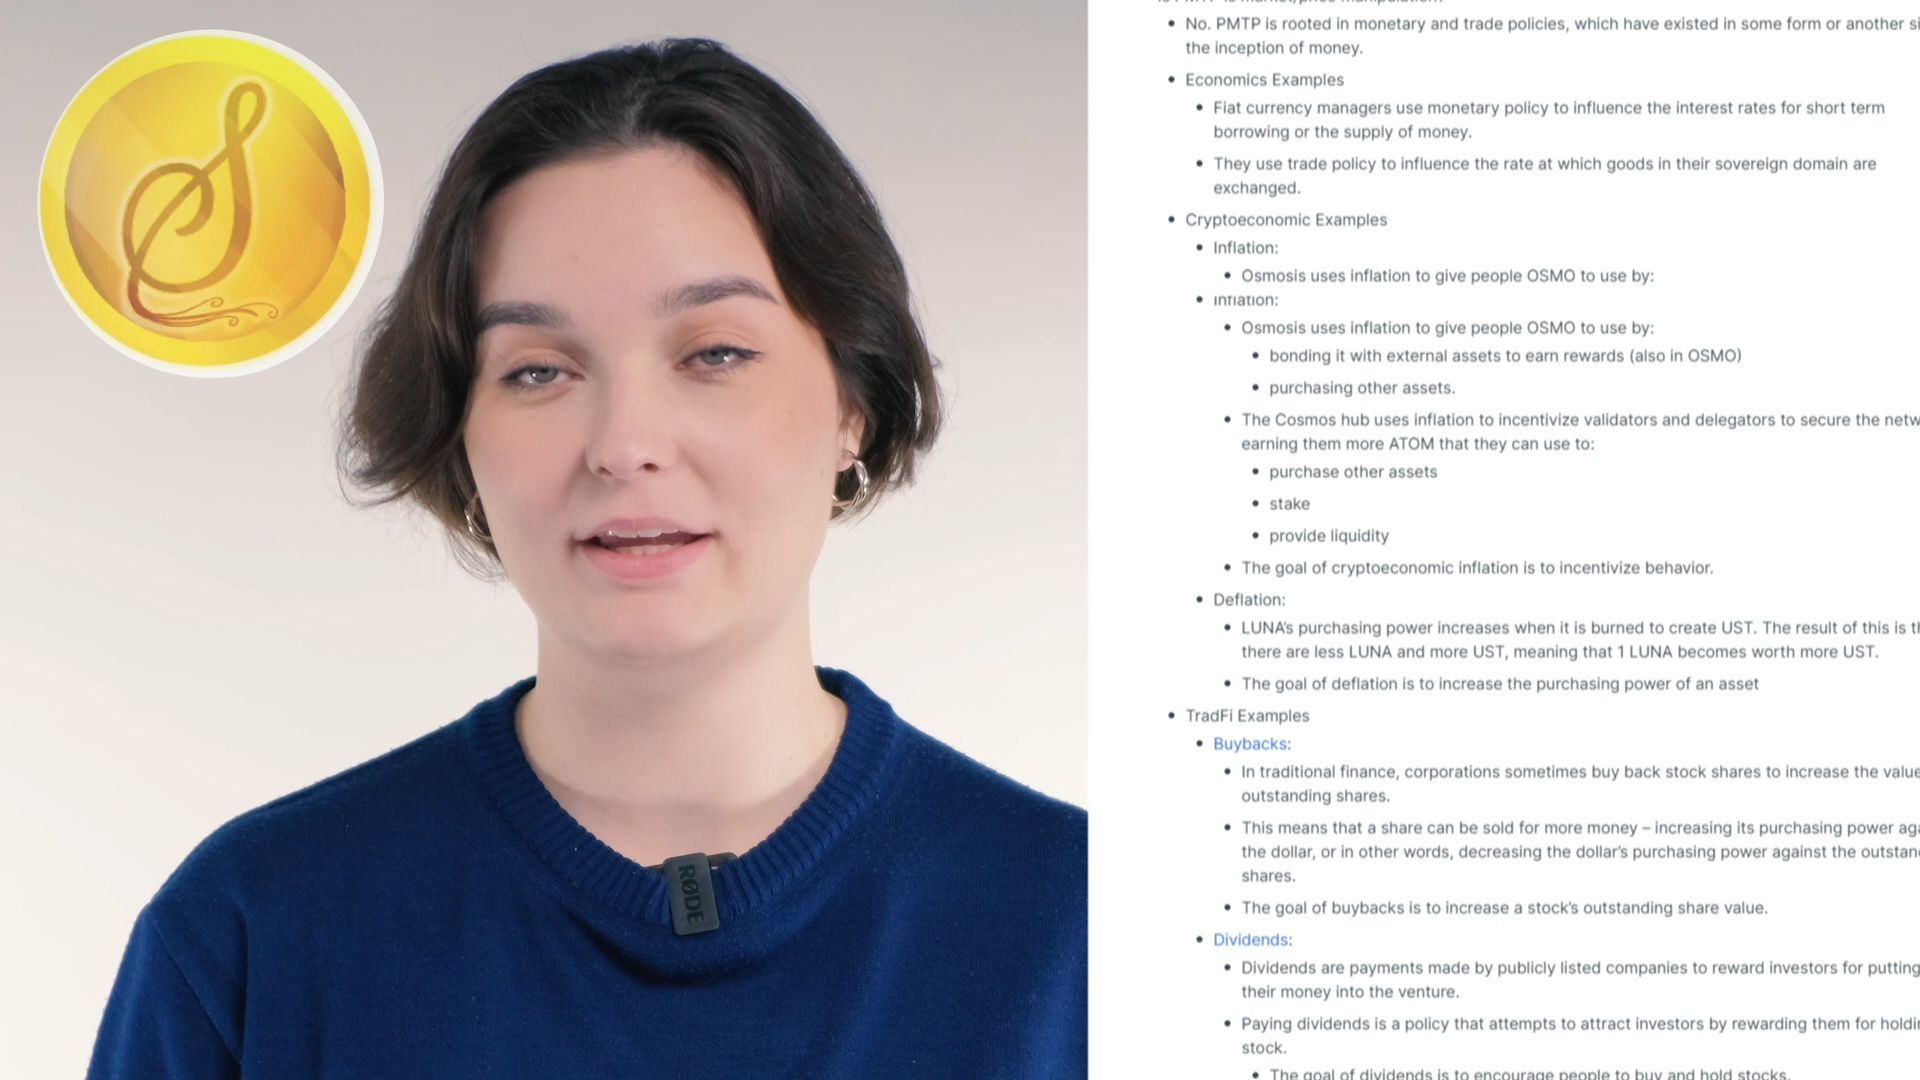 No. PMTP is rooted in monetary and trade policies, which have existed in some form or another
the inception of money.
Economics Examples
Fiat currency managers use monetary policy to influence the interest rates for short term
borrowing or the supply of money.
They use trade policy to influence the rate at which goods in their sovereign domain are
exchanged.
Cryptoeconomic Examples
Inflation:
Osmosis uses inflation to give people OSMO to use by:
Inflation:
Osmosis uses inflation to give people OSMO to use by:
bonding it with external assets to earn rewards (also in OSMO)
purchasing other assets.
The Cosmos hub uses inflation to incentivize validators and delegators to secure the
earning them more ATOM that they can use to:
purchase other assets
stake
provide liquidity
The goal of cryptoeconomic inflation is to incentivize behavior.
Deflation:
LUNA's purchasing power increases when it is burned to create UST. The result of this is
there are less LUNA and more UST, meaning that 1 LUNA becomes worth more UST.
The goal of deflation is to increase the purchasing power of an asset
TradFi Examples
Buybacks:
In traditional finance, corporations sometimes buy back stock shares to increase the value
outstanding shares.
This means that a share can be sold for more money – increasing its purchasing power
the dollar, or in other words, decreasing the dollar's purchasing power against the
shares.
The goal of buybacks is to increase a stock's outstanding share value.
Dividends:
Dividends are payments made by publicly listed companies to reward investors for putting
their money into the venture.
Paying dividends is a policy that attempts to attract investors by rewarding them for
stock.
The goal of dividends is to encourage people to buy and hold stocks.
RØDE